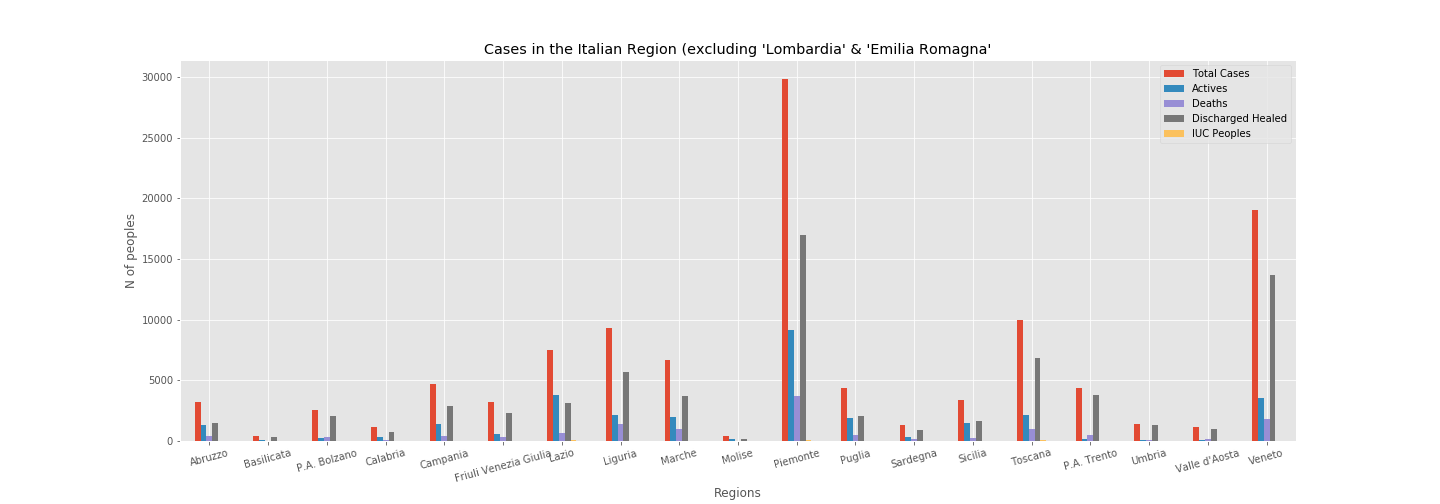 Cases in the Italian Region (excluding 'Lombardia' & 'Emilia Romagna'
Total Cases
Actives
Deaths
Discharged Healed
IUC Peoples
N of peoples
30000
25000
20000
15000
10000
5000
0
Abruzzo
Basilicata
P.A. Bolzano
Calabria
Campania
Friuli Venezia Giulia
Lazio
Liguria
Marche
Molise
Piemonte
Puglia
Sardegna
Sicilia
Toscana
P.A. Trento
Umbria
Valle d'Aosta
Veneto
Regions